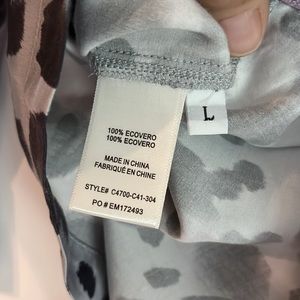 100% ECOVERO
100% ECOVERO
MADE IN CHINA
FABRIQUÉ EN CHINE
STYLE# C4700-C41-304
PO # EM172493
L